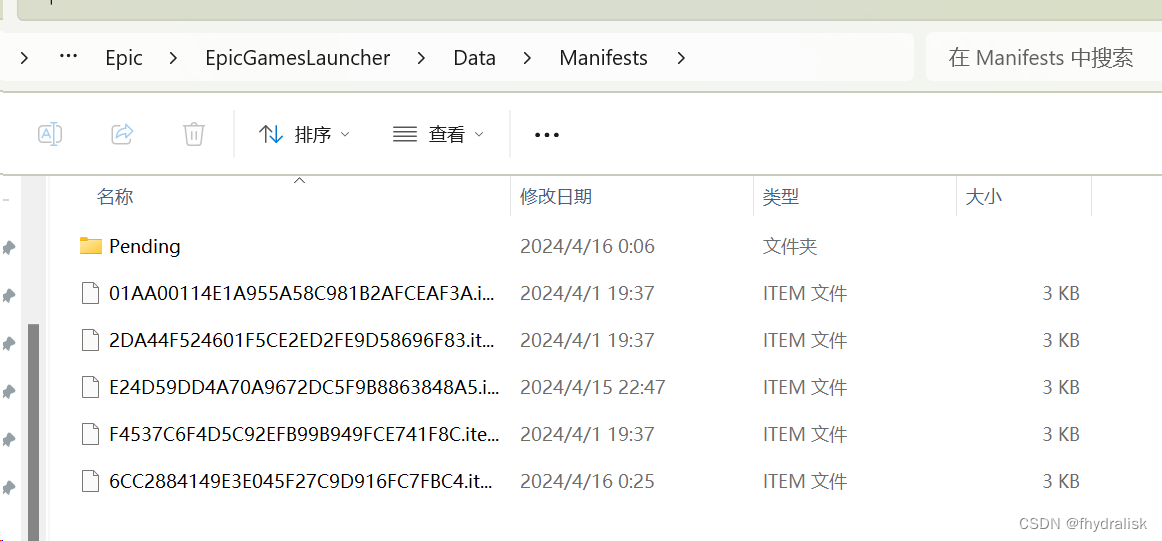 Epic > EpicGamesLauncher > Data > Manifests >
在 Manifests 中搜索
排序 查看
名称 修改日期 类型 大小
Pending 2024/4/16 0:06 文件夹
01AA00114E1A955A58C981B2AFCEAF3A.i... 2024/4/1 19:37 ITEM 文件 3 KB
2DA44F524601F5CE2ED2FE9D58696F83.it... 2024/4/1 19:37 ITEM 文件 3 KB
E24D59DD4A70A9672DC5F9B8863848A5.i... 2024/4/15 22:47 ITEM 文件 3 KB
F4537C6F4D5C92EFB99B949FCE741F8C.ite... 2024/4/1 19:37 ITEM 文件 3 KB
6CC2884149E3E045F27C9D916FC7FBC4.it... 2024/4/16 0:25 ITEM 文件 3 KB
CSDN @fhydralisk